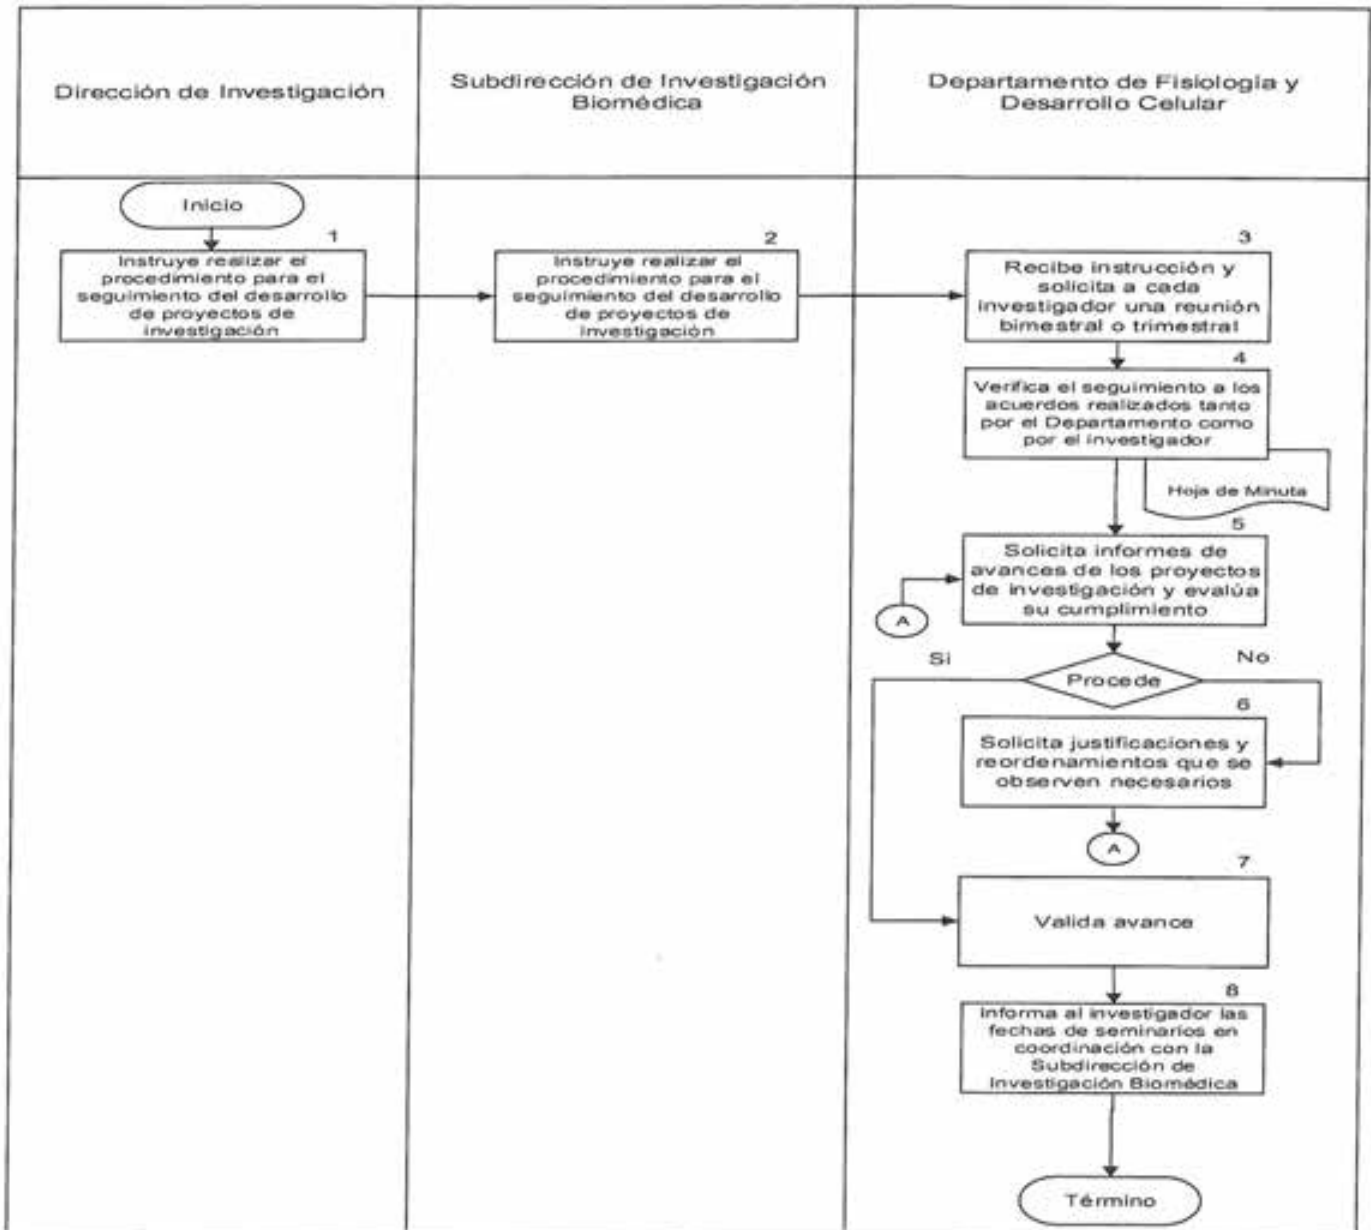 Dirección de Investigación
Subdirección de Investigación
Biomédica
Departamento de Fisiología y
Desarrollo Celular
Inicio
1
Instruye realizar el
procedimiento para el
seguimiento del desarrollo
de proyectos de
investigación
2
Instruye realizar el
procedimiento para el
seguimiento del desarrollo
de proyectos de
investigación
3
Recibe instrucción y
solicita a cada
investigador una reunión
bimestral o trimestral
4
Verifica el seguimiento a los
acuerdos realizados tanto
por el Departamento como
por el investigador
Hoja de Minuta
5
Solicita informes de
avances de los proyectos
de investigación y evalúa
su cumplimiento
A
Si
No
Procede
6
Solicita justificaciones y
reordenamientos que se
observen necesarios
A
7
Valida avance
8
Informa al investigador las
fechas de seminarios en
coordinación con la
Subdirección de
Investigación Biomédica
Término